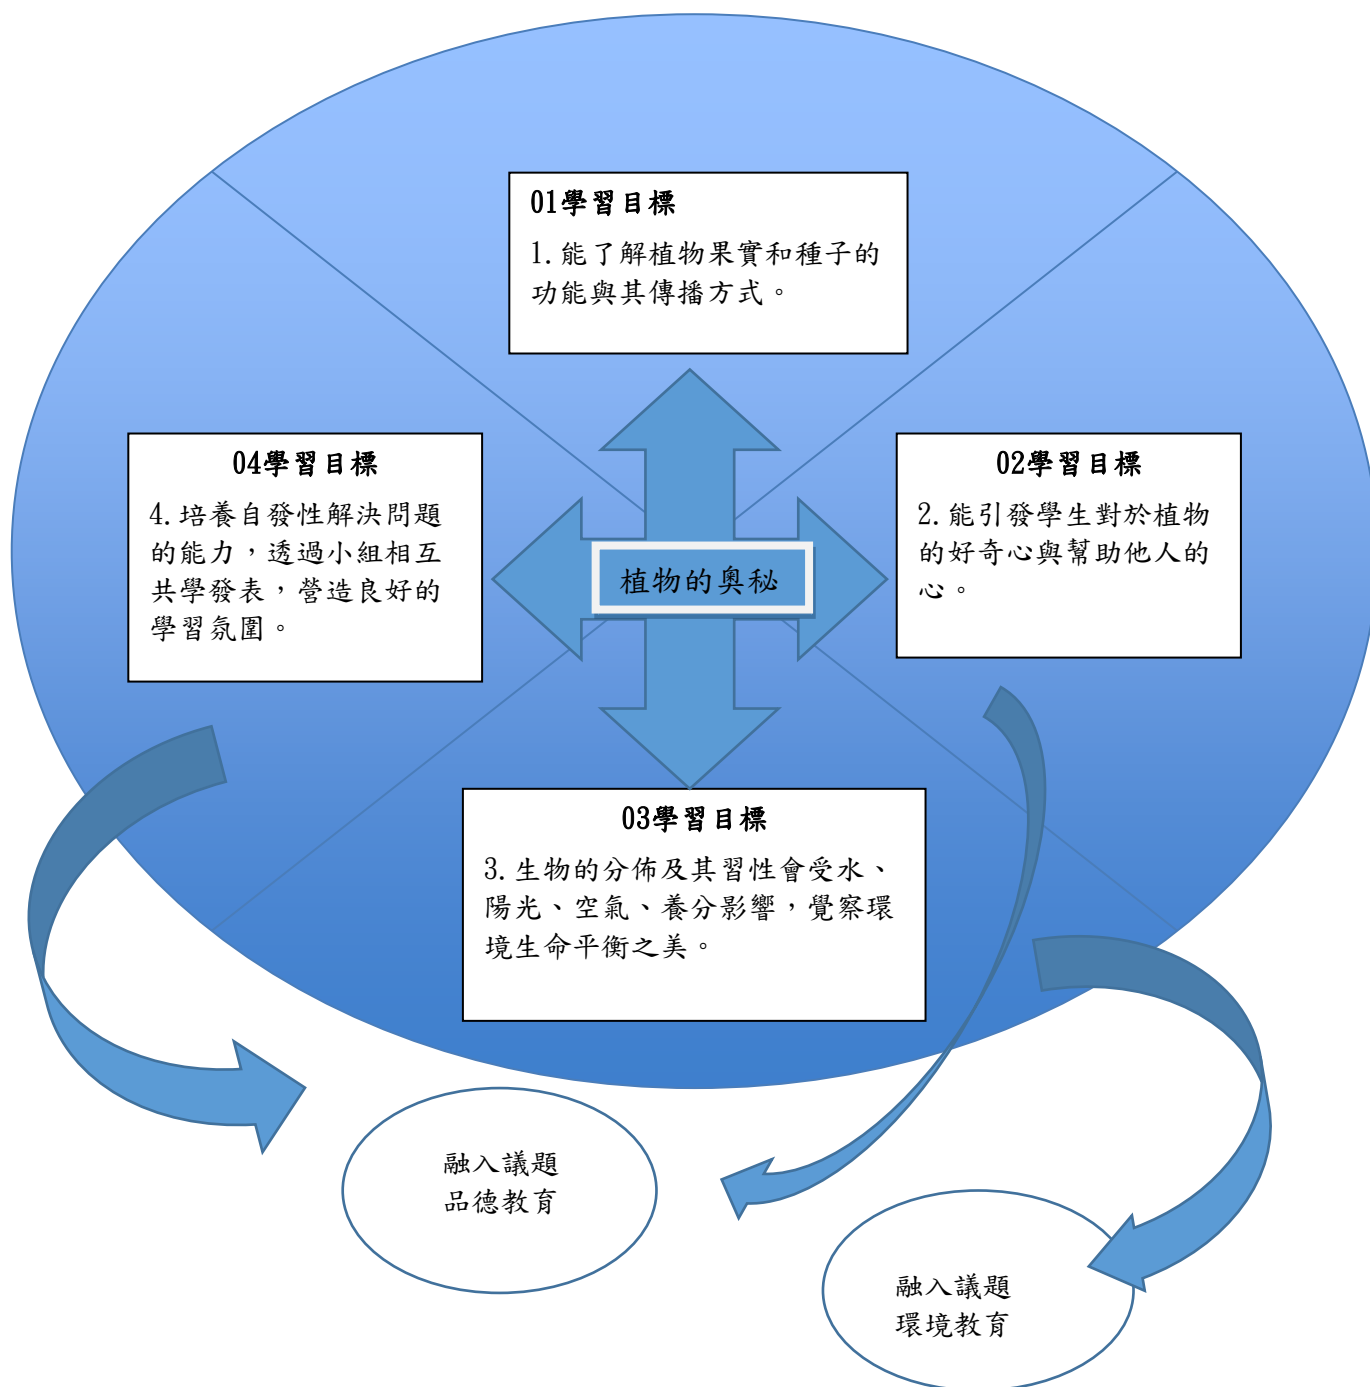 01學習目標
1.能了解植物果實和種子的
功能與其傳播方式。
04學習目標
4.培養自發性解決問題
的能力，透過小組相互
共學發表，營造良好的
學習氛圍。
植物的奧秘
02學習目標
2.能引發學生對於植物
的好奇心與幫助他人的
心。
03學習目標
3.生物的分佈及其習性會受水、
陽光、空氣、養分影響，覺察環
境生命平衡之美。
融入議題
品德教育
融入議題
環境教育